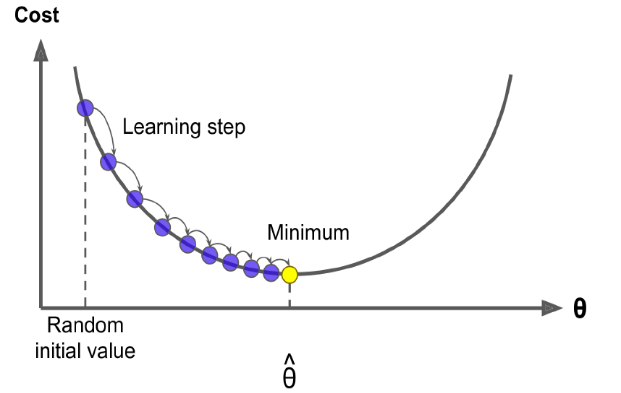 Cost
Learning step
Minimum
θ
Random
initial value
θ̂